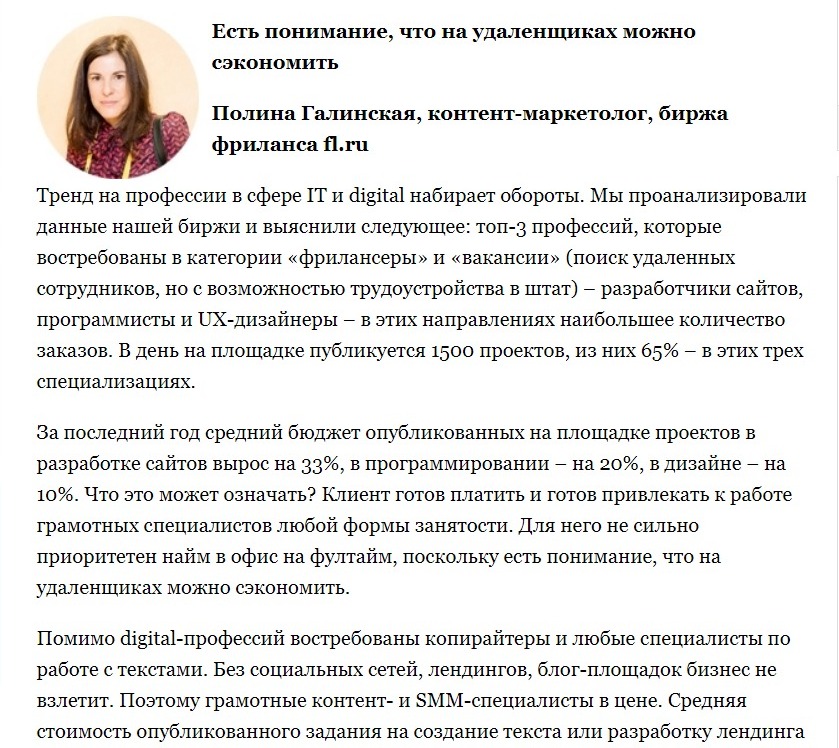 Есть понимание, что на удаленщиках можно
сэкономить
Полина Галинская, контент-маркетолог, биржа
фриланса fl.ru
Тренд на профессии в сфере IT и digital набирает обороты. Мы проанализировали
данные нашей биржи и выяснили следующее: топ-3 профессий, которые
востребованы в категории «фрилансеры» и «вакансии» (поиск удаленных
сотрудников, но с возможностью трудоустройства в штат) – разработчики сайтов,
программисты и UX-дизайнеры – в этих направлениях наибольшее количество
заказов. В день на площадке публикуется 1500 проектов, из них 65% – в этих трех
специализациях.
За последний год средний бюджет опубликованных на площадке проектов в
разработке сайтов вырос на 33%, в программировании – на 20%, в дизайне – на
10%. Что это может означать? Клиент готов платить и готов привлекать к работе
грамотных специалистов любой формы занятости. Для него не сильно
приоритетен найм в офис на фултайм, поскольку есть понимание, что на
удаленщиках можно сэкономить.
Помимо digital-профессий востребованы копирайтеры и любые специалисты по
работе с текстами. Без социальных сетей, лендингов, блог-площадок бизнес не
взлетит. Поэтому грамотные контент- и SMM-специалисты в цене. Средняя
стоимость опубликованного задания на создание текста или разработку лендинга